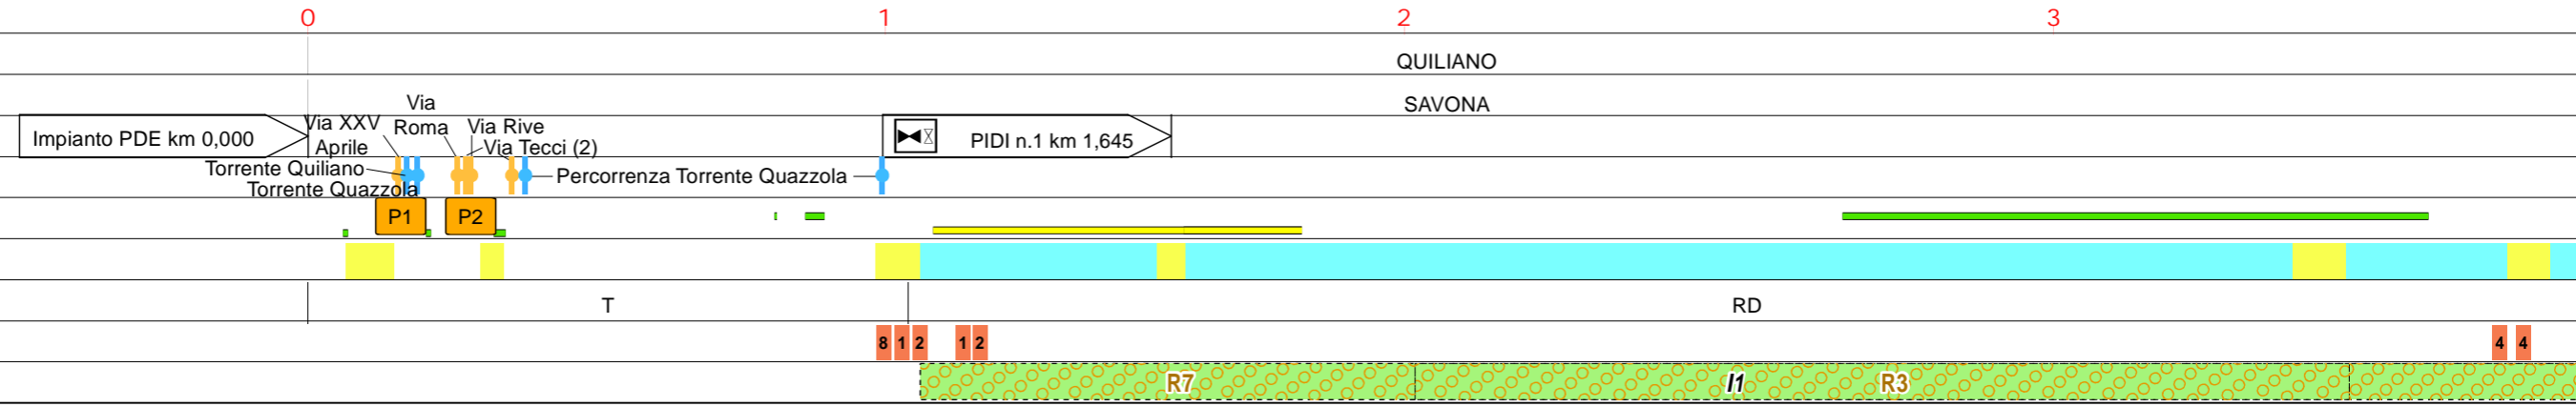 0 1 2 3
QUILIANO
SAVONA
Impianto PDE km 0,000
Via XXV
Aprile
Via
Roma
Via Rive
Via Tecci (2)
PIDI n.1 km 1,645
Torrente Quiliano
Torrente Quazzola
Percorrenza Torrente Quazzola
P1 P2
T RD
8 1 2 1 2 4 4
R7 I1 R3